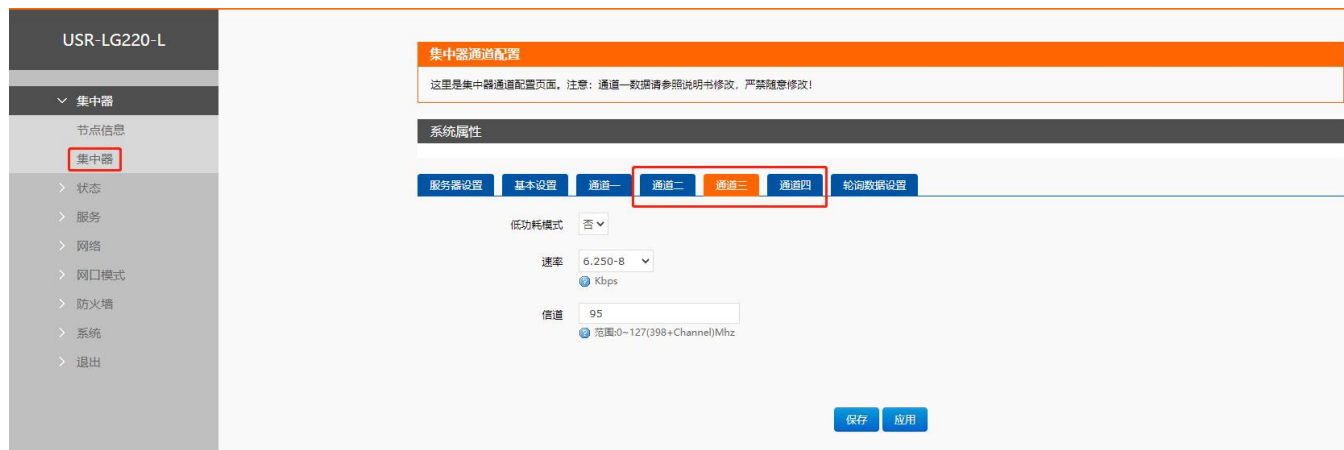 USR-LG220-L
集中器
节点信息
集中器
状态
服务
网络
网口模式
防火墙
系统
退出
集中器通道配置
这里是集中器通道配置页面。注意：通道一数据请参照说明书修改，严禁随意修改！
系统属性
服务器设置 基本设置 通道一 通道二 通道三 通道四 轮询数据设置
低功耗模式 否
速率 6.250-8
Kbps
信道 95
范围:0~127(398+Channel)Mhz
保存 应用